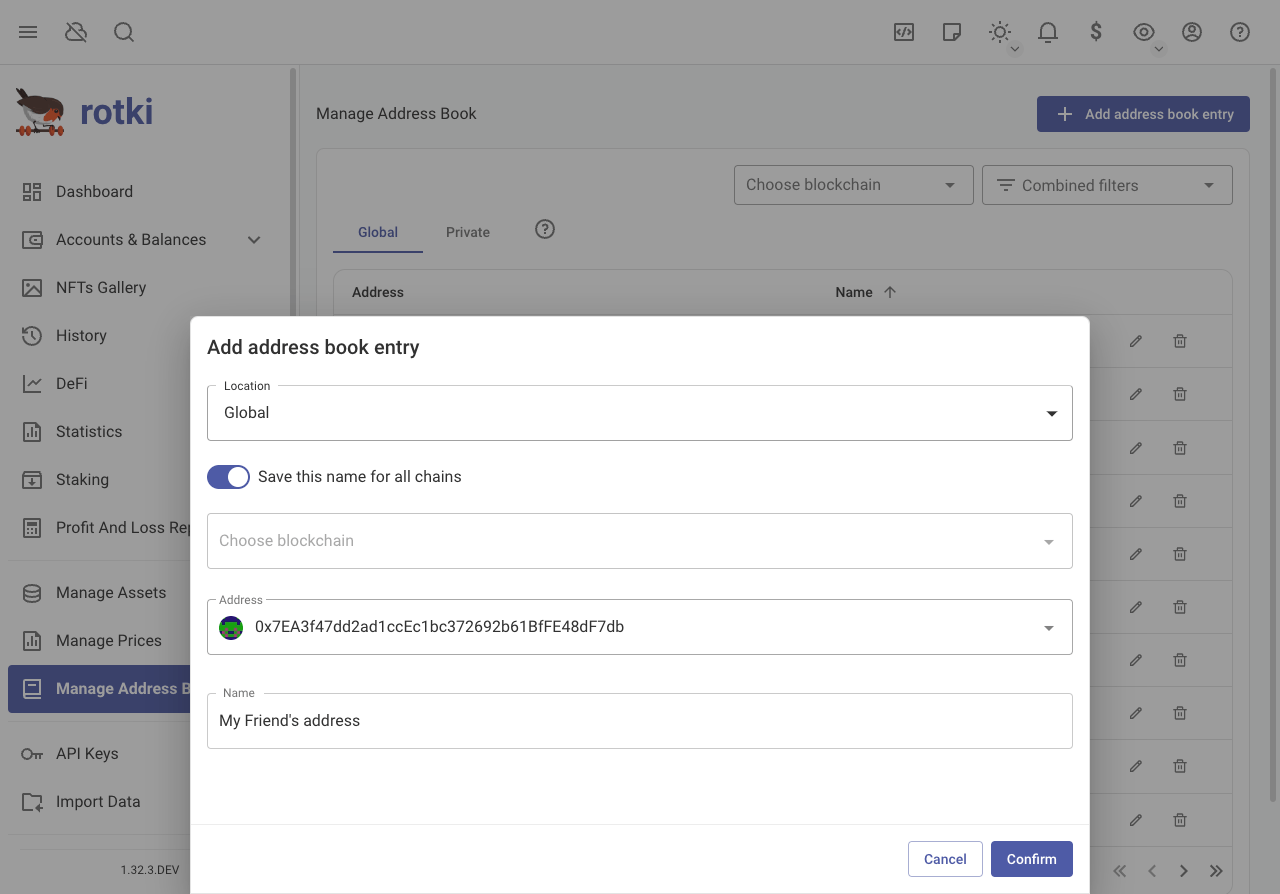 rotki
Manage Address Book
Add address book entry
Choose blockchain
Combined filters
Dashboard
Accounts & Balances
NFTs Gallery
History
DeFi
Statistics
Staking
Profit And Loss Rep
Manage Assets
Manage Prices
Manage Address B
API Keys
Import Data
1.32.3.DEV
Global
Private
Address
Name
Add address book entry
Location
Global
Save this name for all chains
Choose blockchain
Address
0x7EA3f47dd2ad1ccEc1bc372692b61BfFE48dF7db
Name
My Friend's address
Cancel
Confirm